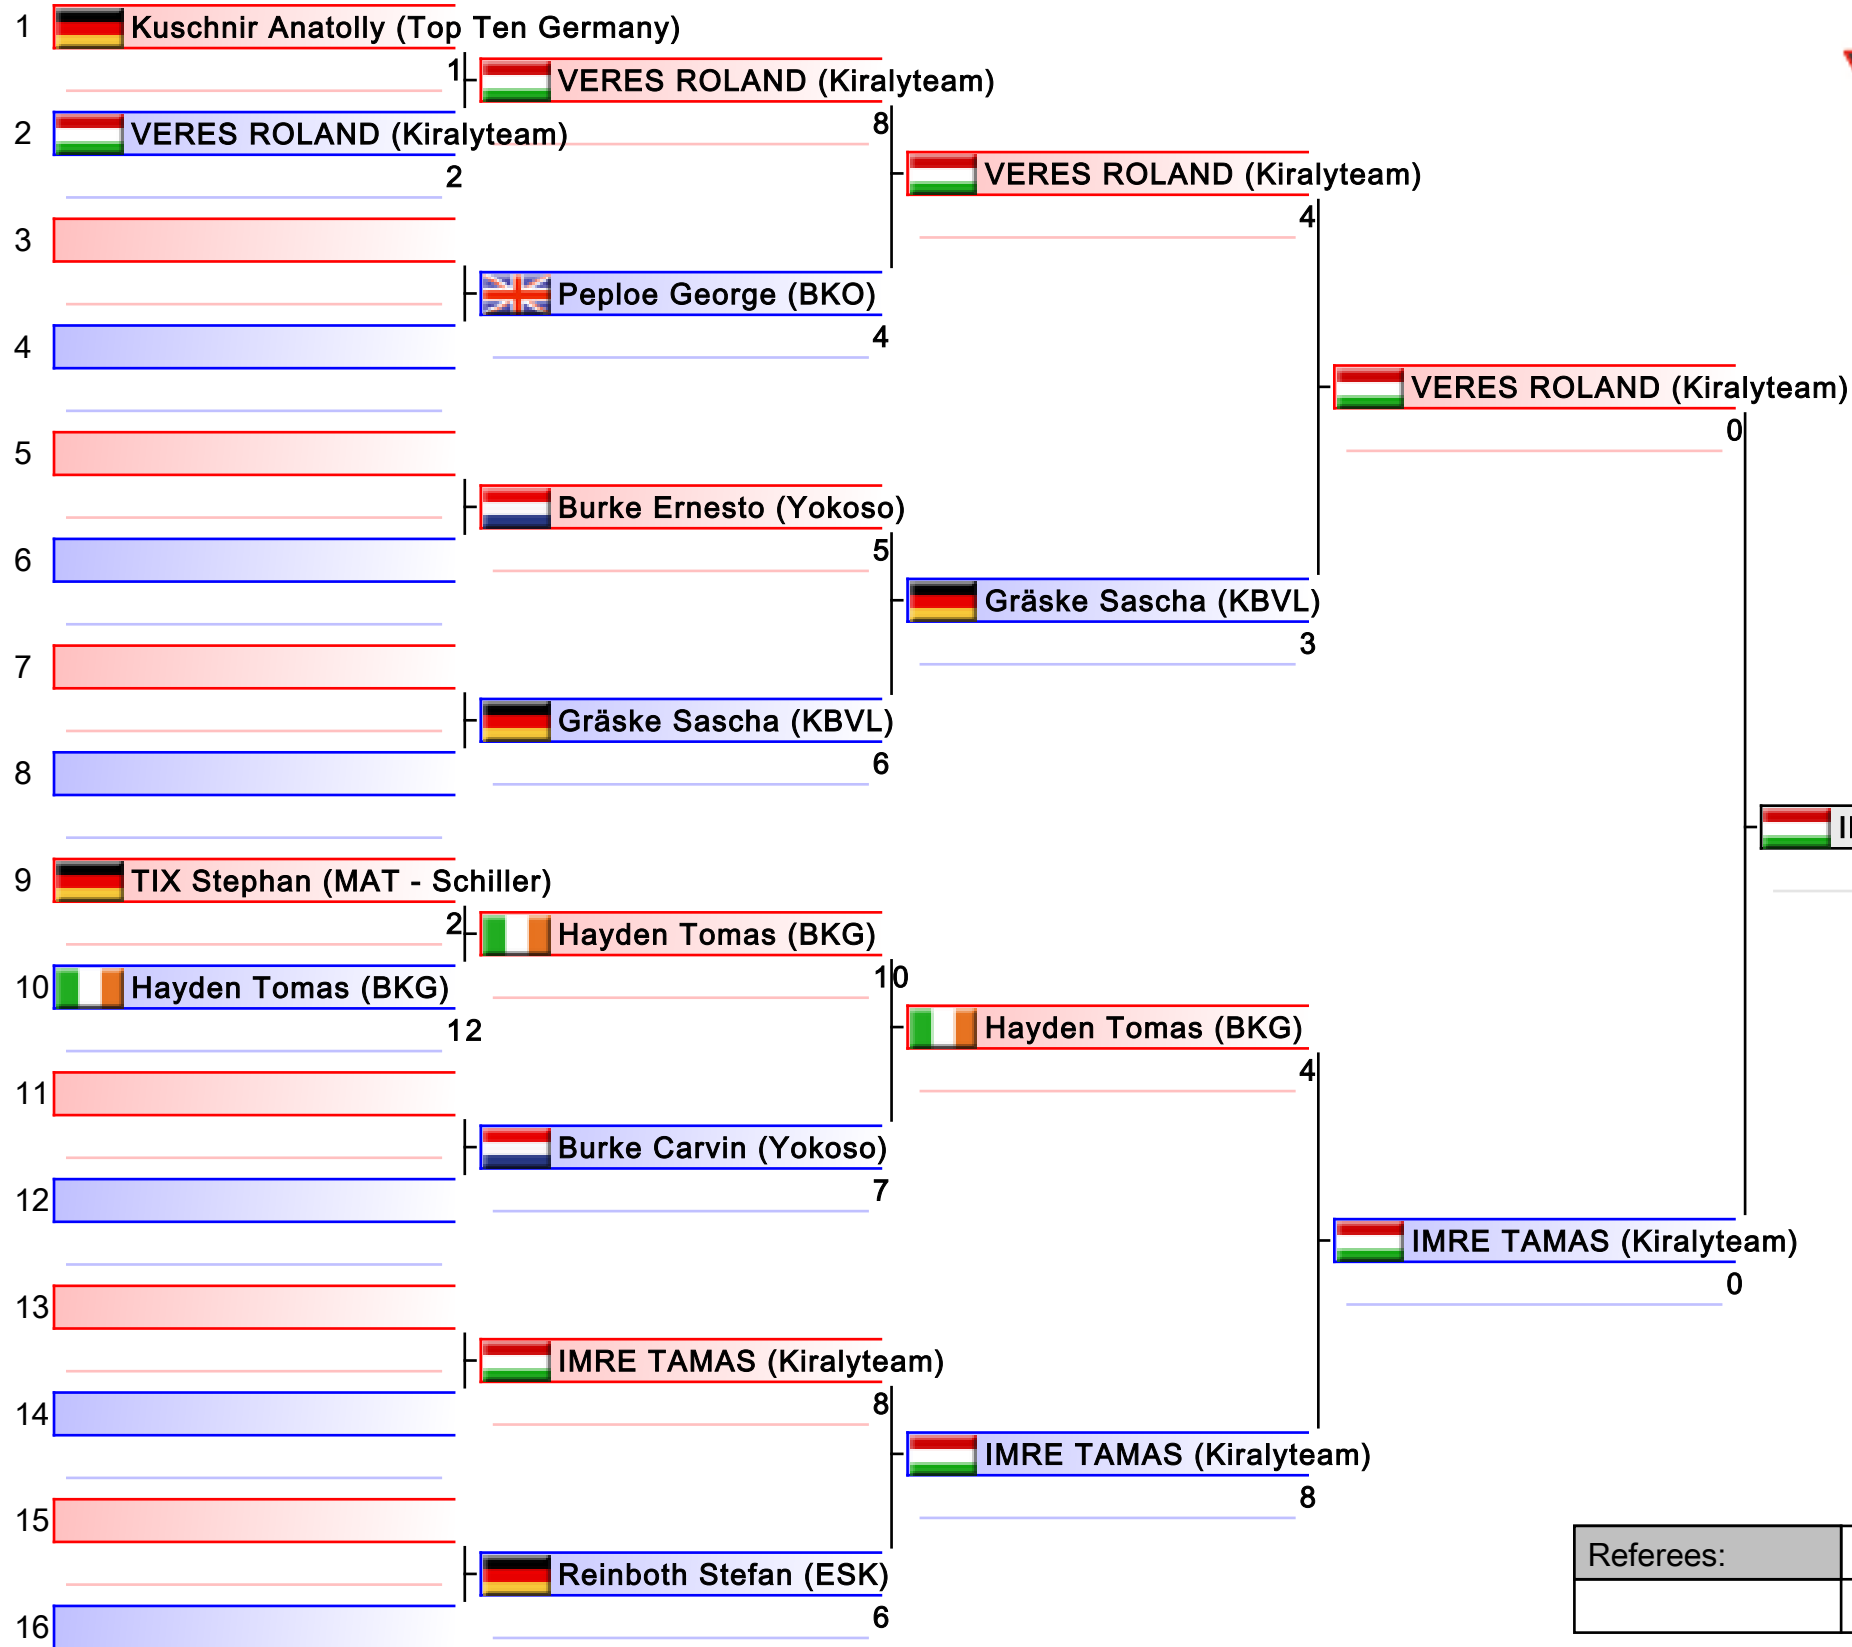 1 Kuschnir Anatolly (Top Ten Germany)
1 VERES ROLAND (Kiralyteam)
8
2 VERES ROLAND (Kiralyteam)
2
VERES ROLAND (Kiralyteam)
4
3
Peploe George (BKO)
4
4
VERES ROLAND (Kiralyteam)
0
5
Burke Ernesto (Yokoso)
5
6
Gräske Sascha (KBVL)
3
7
Gräske Sascha (KBVL)
6
8
9 TIX Stephan (MAT - Schiller)
2 Hayden Tomas (BKG)
10
10 Hayden Tomas (BKG)
12
Hayden Tomas (BKG)
4
11
Burke Carvin (Yokoso)
7
12
IMRE TAMAS (Kiralyteam)
0
13
IMRE TAMAS (Kiralyteam)
8
14
IMRE TAMAS (Kiralyteam)
8
15
Reinboth Stefan (ESK)
6
16
Referees: